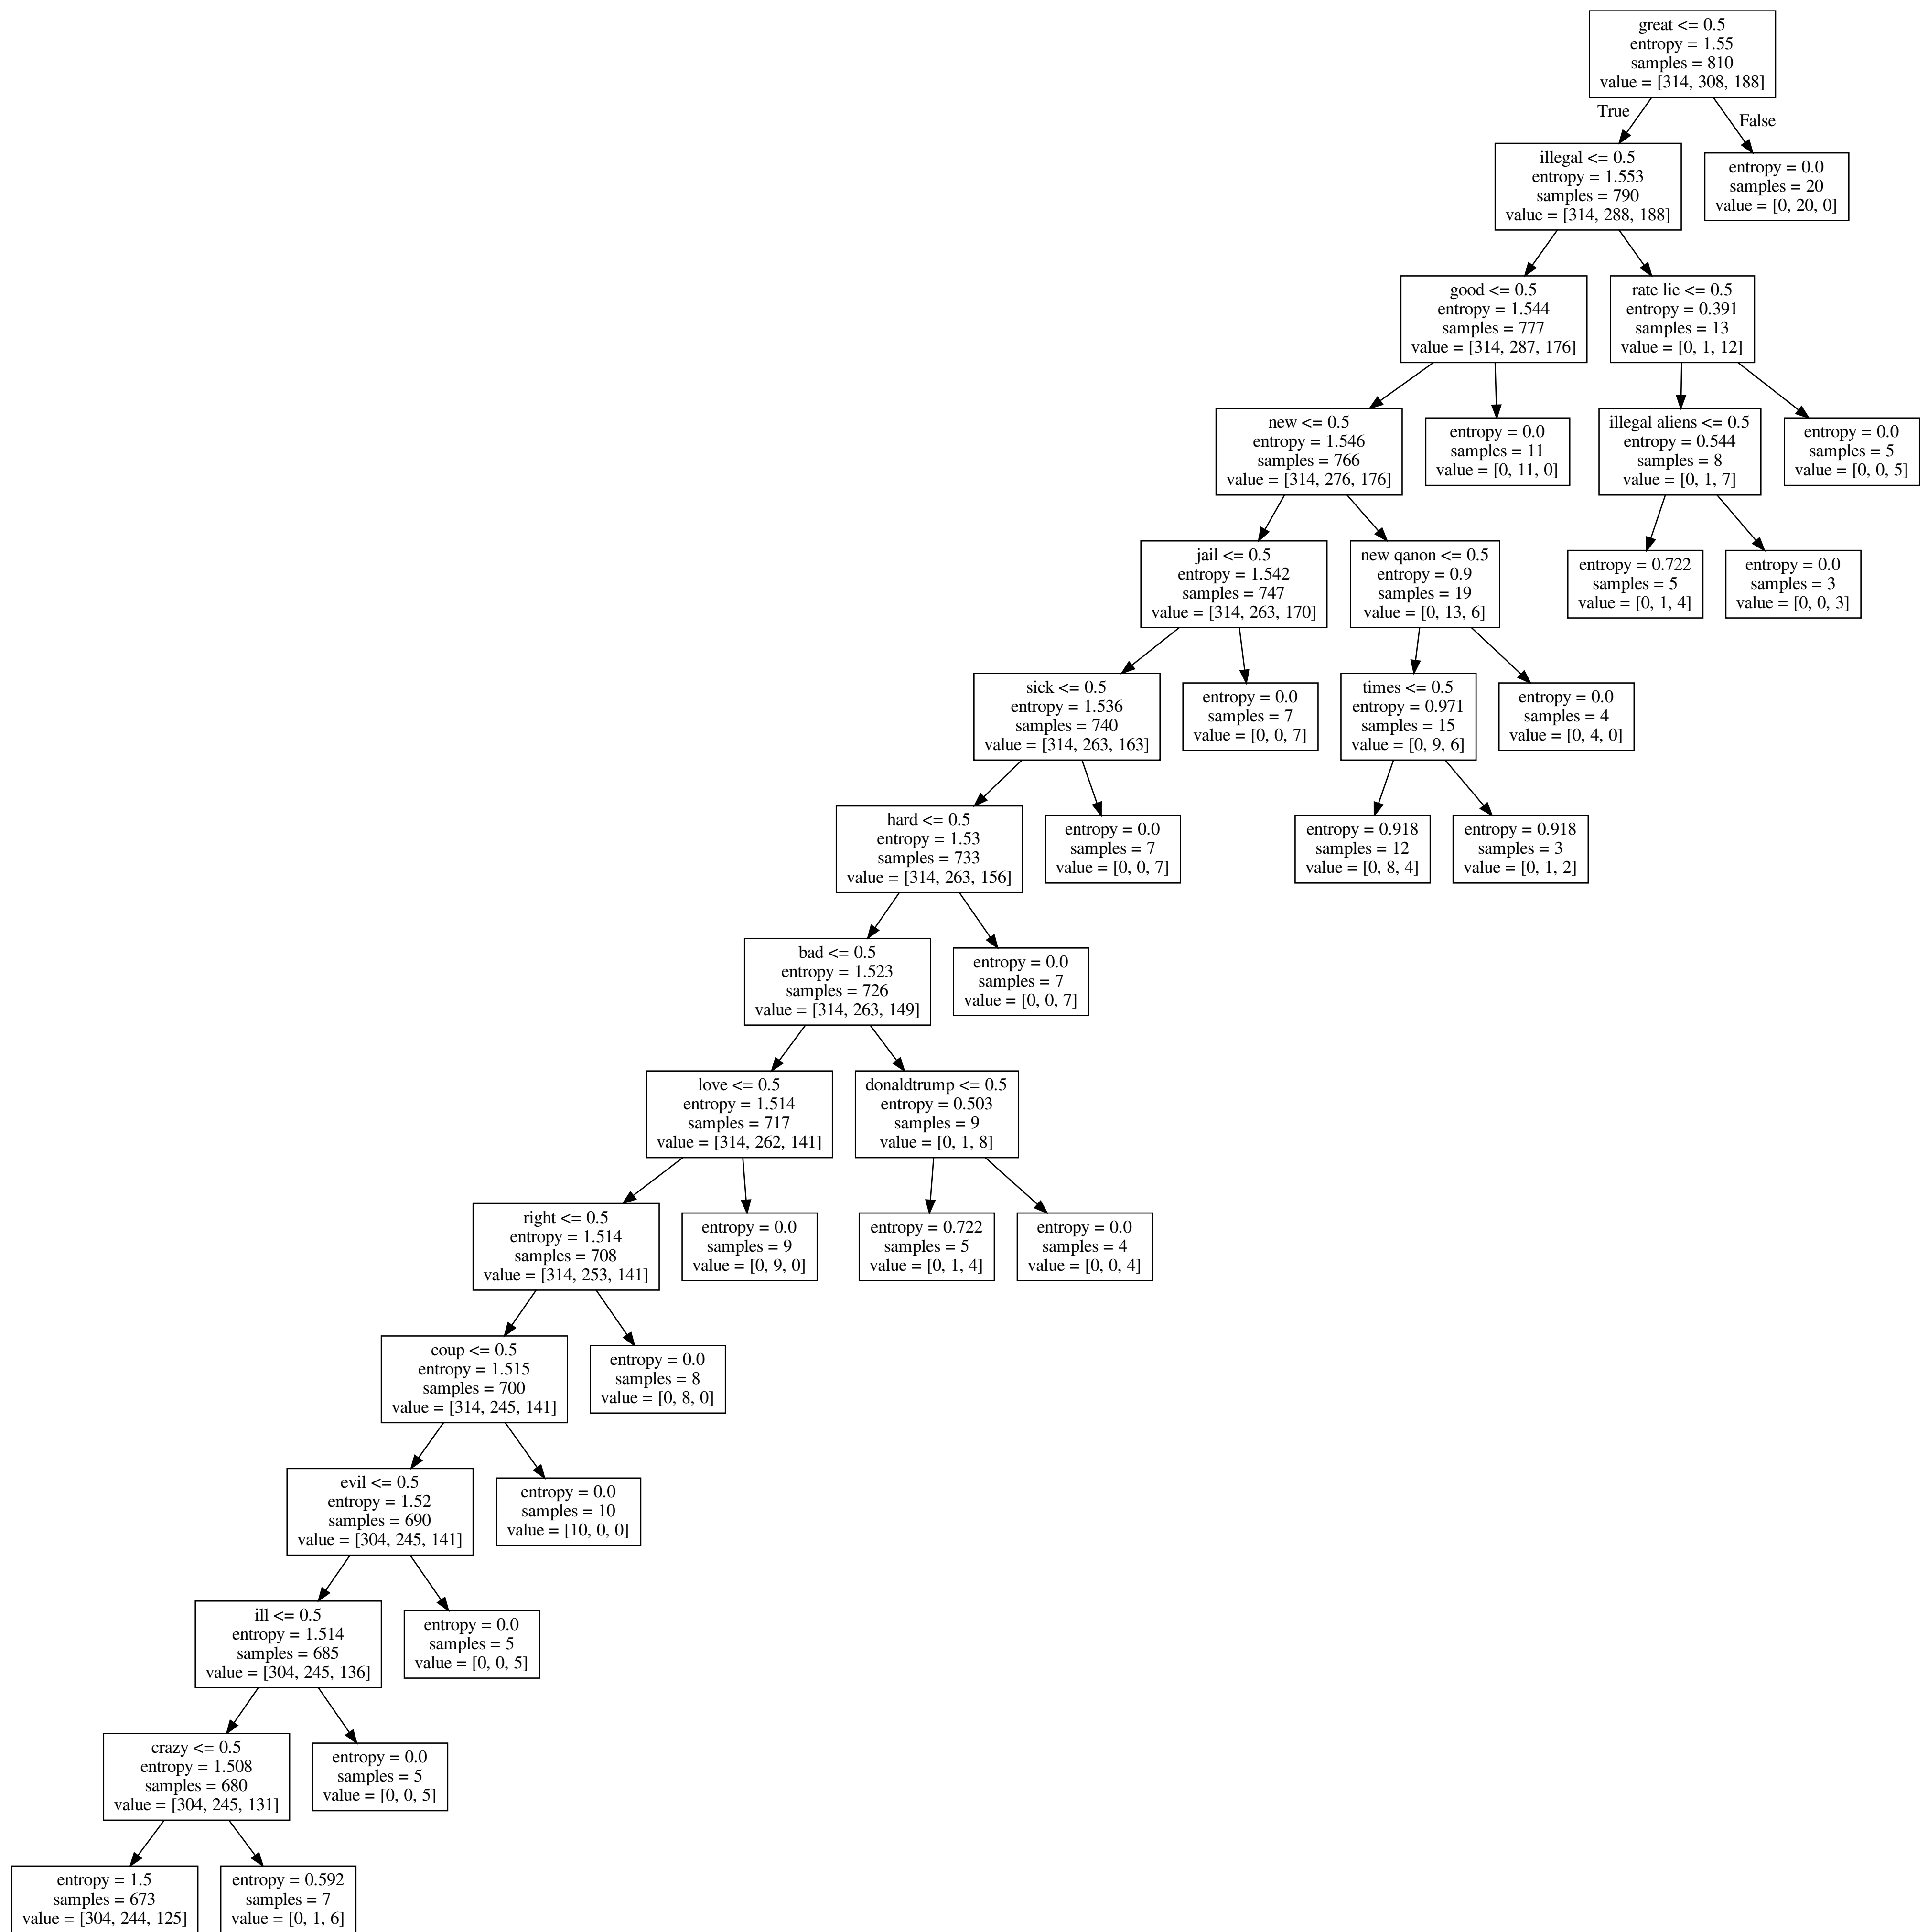 great <= 0.5
entropy = 1.55
samples = 810
value = [314, 308, 188]
True
False
illegal <= 0.5
entropy = 1.553
samples = 790
value = [314, 288, 188]
entropy = 0.0
samples = 20
value = [0, 20, 0]
good <= 0.5
entropy = 1.544
samples = 777
value = [314, 287, 176]
rate lie <= 0.5
entropy = 0.391
samples = 13
value = [0, 1, 12]
new <= 0.5
entropy = 1.546
samples = 766
value = [314, 276, 176]
entropy = 0.0
samples = 11
value = [0, 11, 0]
illegal aliens <= 0.5
entropy = 0.544
samples = 8
value = [0, 1, 7]
entropy = 0.0
samples = 5
value = [0, 0, 5]
jail <= 0.5
entropy = 1.542
samples = 747
value = [314, 263, 170]
new qanon <= 0.5
entropy = 0.9
samples = 19
value = [0, 13, 6]
entropy = 0.722
samples = 5
value = [0, 1, 4]
entropy = 0.0
samples = 3
value = [0, 0, 3]
sick <= 0.5
entropy = 1.536
samples = 740
value = [314, 263, 163]
entropy = 0.0
samples = 7
value = [0, 0, 7]
times <= 0.5
entropy = 0.971
samples = 15
value = [0, 9, 6]
entropy = 0.0
samples = 4
value = [0, 4, 0]
hard <= 0.5
entropy = 1.53
samples = 733
value = [314, 263, 156]
entropy = 0.0
samples = 7
value = [0, 0, 7]
entropy = 0.918
samples = 12
value = [0, 8, 4]
entropy = 0.918
samples = 3
value = [0, 1, 2]
bad <= 0.5
entropy = 1.523
samples = 726
value = [314, 263, 149]
entropy = 0.0
samples = 7
value = [0, 0, 7]
love <= 0.5
entropy = 1.514
samples = 717
value = [314, 262, 141]
donaldtrump <= 0.5
entropy = 0.503
samples = 9
value = [0, 1, 8]
right <= 0.5
entropy = 1.514
samples = 708
value = [314, 253, 141]
entropy = 0.0
samples = 9
value = [0, 9, 0]
entropy = 0.722
samples = 5
value = [0, 1, 4]
entropy = 0.0
samples = 4
value = [0, 0, 4]
coup <= 0.5
entropy = 1.515
samples = 700
value = [314, 245, 141]
entropy = 0.0
samples = 8
value = [0, 8, 0]
evil <= 0.5
entropy = 1.52
samples = 690
value = [304, 245, 141]
entropy = 0.0
samples = 10
value = [10, 0, 0]
ill <= 0.5
entropy = 1.514
samples = 685
value = [304, 245, 136]
entropy = 0.0
samples = 5
value = [0, 0, 5]
crazy <= 0.5
entropy = 1.508
samples = 680
value = [304, 245, 131]
entropy = 0.0
samples = 5
value = [0, 0, 5]
entropy = 1.5
samples = 673
value = [304, 244, 125]
entropy = 0.592
samples = 7
value = [0, 1, 6]